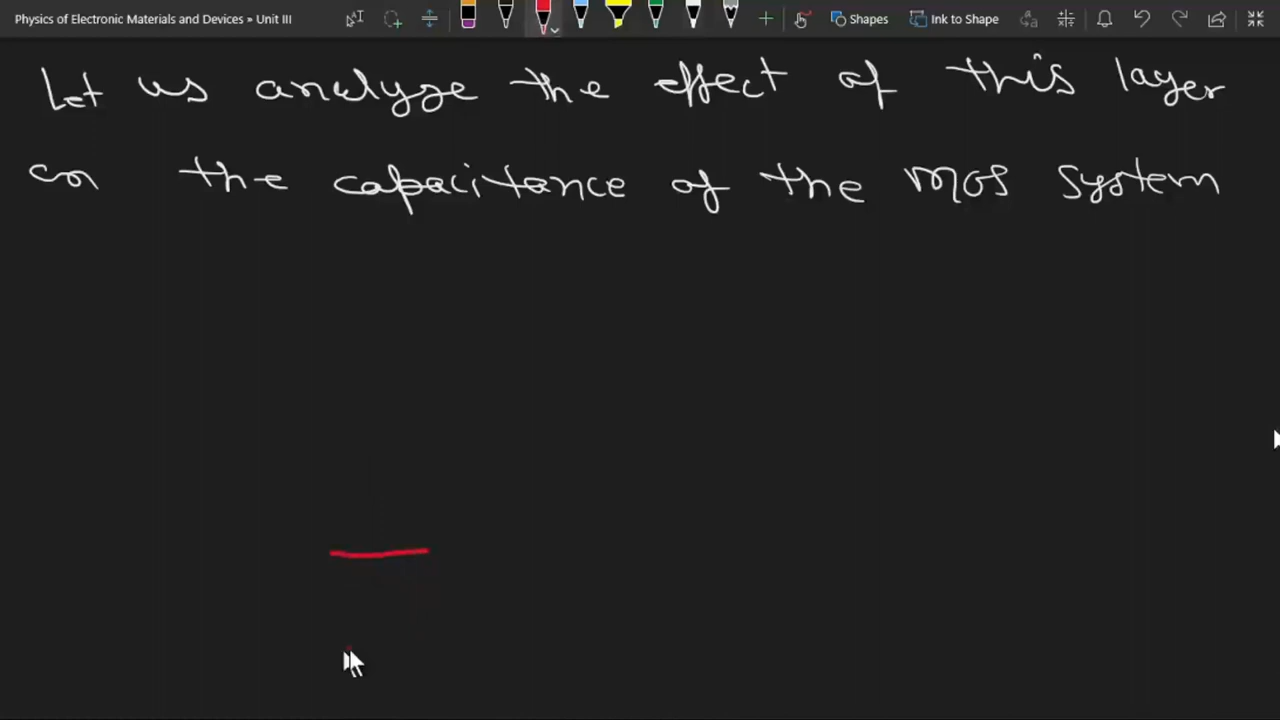 Physics of Electronic Materials and Devices » Unit III
Shapes
Ink to Shape
Let us analyze the effect of this layer
on the capacitance of the MOS system